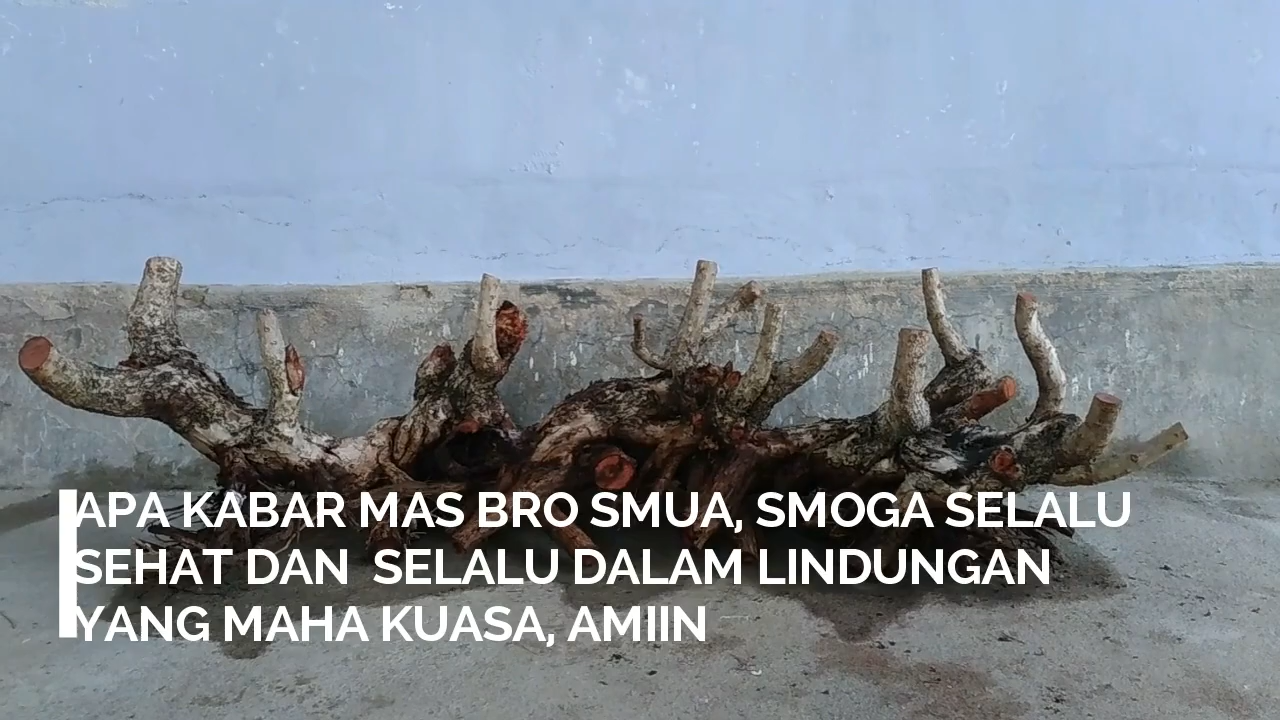 APA KABAR MAS BRO SMUA, SMOGA SELALU
SEHAT DAN SELALU DALAM LINDUNGAN
YANG MAHA KUASA, AMIIN